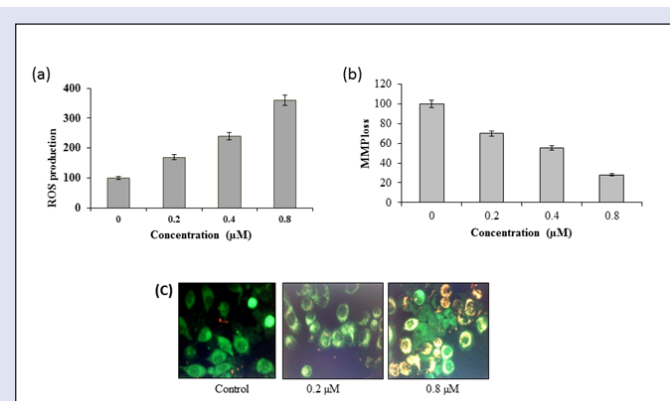 (a)
400
300
200
100
0
ROS production
0 0.2 0.4 0.8
Concentration (µM)
(b)
120
100
80
60
40
20
0
MMP loss
0 0.2 0.4 0.8
Concentration (µM)
(C)
Control 0.2 µM 0.8 µM